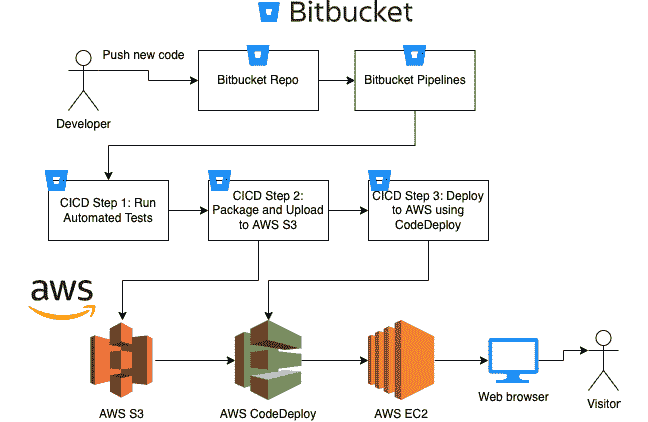 Bitbucket
Push new code
Bitbucket Repo
Bitbucket Pipelines
Developer
CICD Step 1: Run
Automated Tests
CICD Step 2:
Package and Upload
to AWS S3
CICD Step 3: Deploy
to AWS using
CodeDeploy
aws
AWS S3
AWS CodeDeploy
AWS EC2
Web browser
Visitor